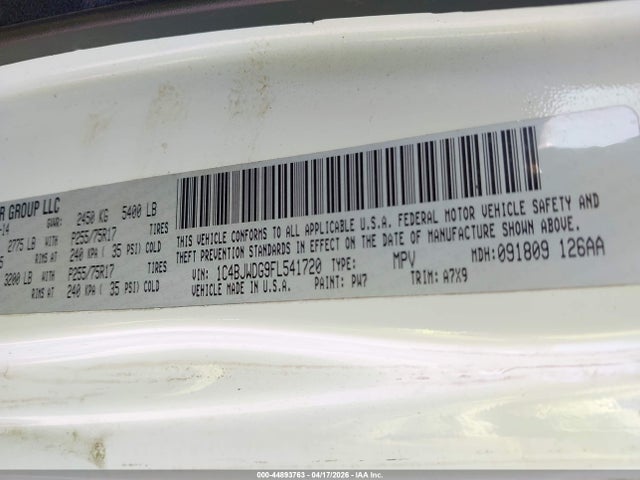 R GROUP LLC
-14 GVWR: 2450 KG 5400 LB
2775 LB WITH P255/75R17 TIRES
5 RIMS AT 240 KPA ( 35 PSI) COLD
3200 LB WITH P255/75R17 TIRES
RIMS AT 240 KPA ( 35 PSI) COLD
THIS VEHICLE CONFORMS TO ALL APPLICABLE U.S.A. FEDERAL MOTOR VEHICLE SAFETY AND
THEFT PREVENTION STANDARDS IN EFFECT ON THE DATE OF MANUFACTURE SHOWN ABOVE.
VIN: 1C4BJWDG9FL541720 TYPE: MPV MDH: 091809 126AA
VEHICLE MADE IN U.S.A. PAINT: PW7 TRIM: A7X9
000-44893763 - 04/17/2026 - IAA Inc.